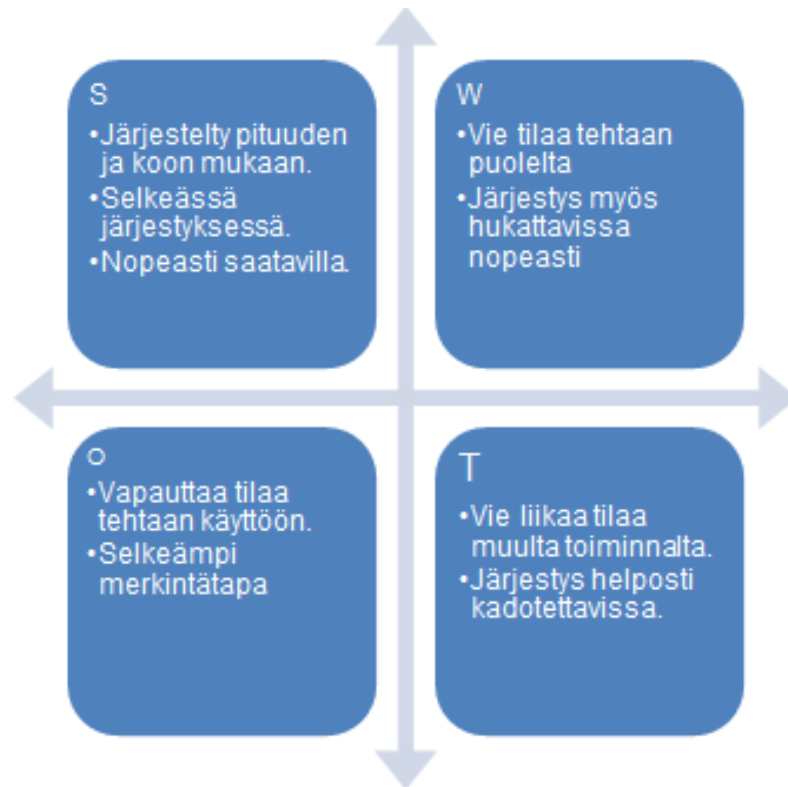 S
•Järjestelty pituuden
ja koon mukaan.
•Selkeässä
järjestyksessä.
•Nopeasti saatavilla.
W
•Vie tilaa tehtaan
puolelta
•Järjestys myös
hukattavissa
nopeasti
O
•Vapauttaa tilaa
tehtaan käyttöön.
•Selkeämpi
merkintätapa
T
•Vie liikaa tilaa
muulta toiminnalta.
•Järjestys helposti
kadotettavissa.